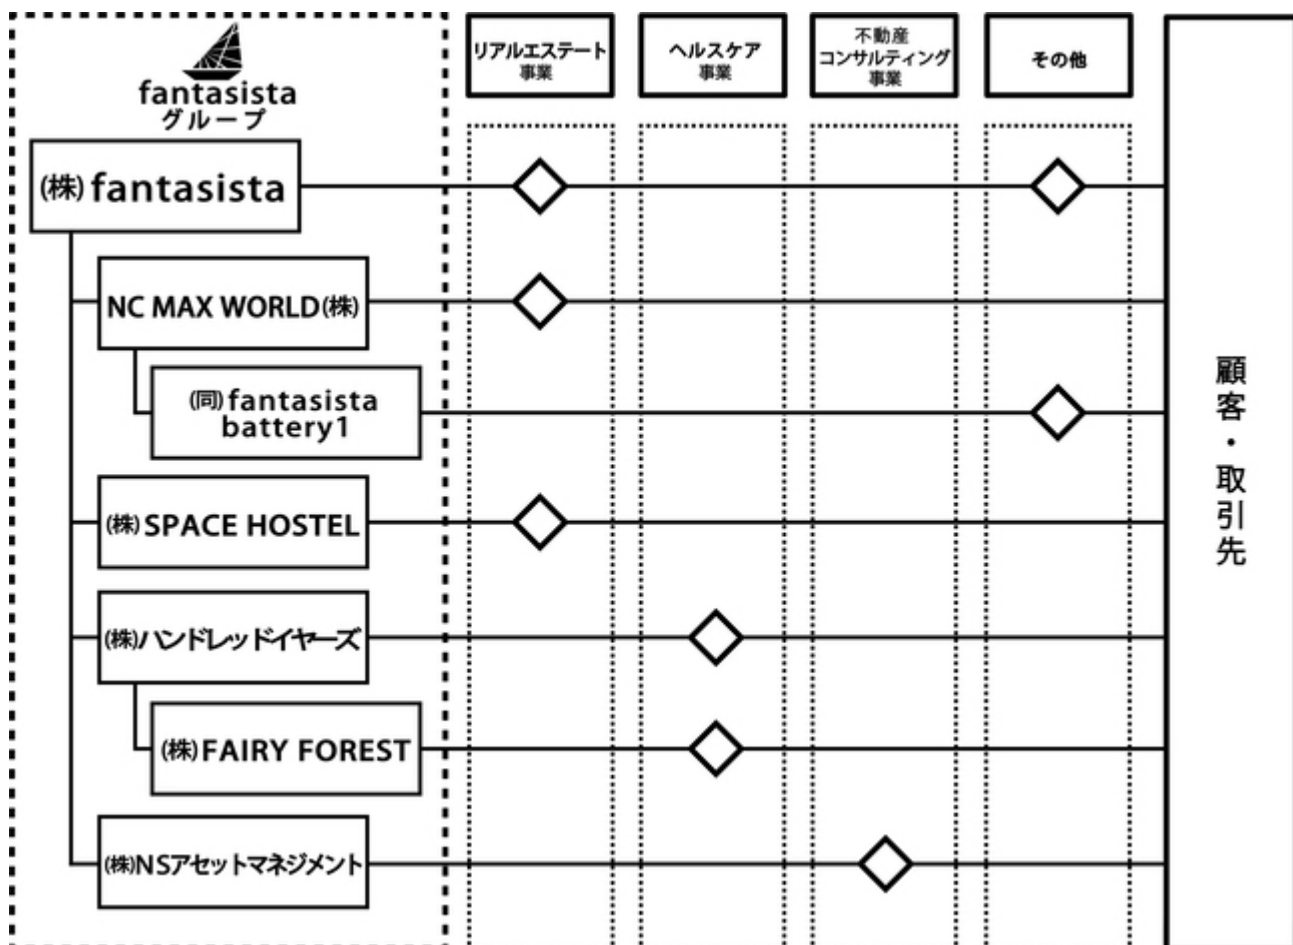 fantasista
グループ
リアルエステート
事業
ヘルスケア
事業
不動産
コンサルティング
事業
その他
(株)fantasista
NC MAX WORLD(株)
(同)fantasista
battery1
(株)SPACE HOSTEL
(株)ハンドレッドイヤーズ
(株)FAIRY FOREST
(株)NSアセットマネジメント
顧客・取引先